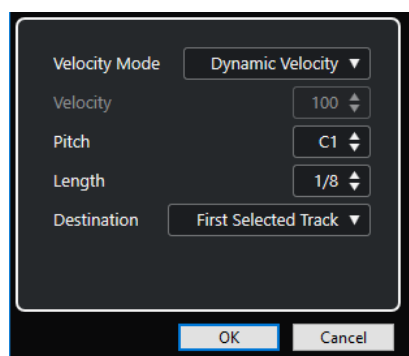 Velocity Mode Dynamic Velocity ▼
Velocity 100
Pitch C1
Length 1/8
Destination First Selected Track ▼
OK Cancel